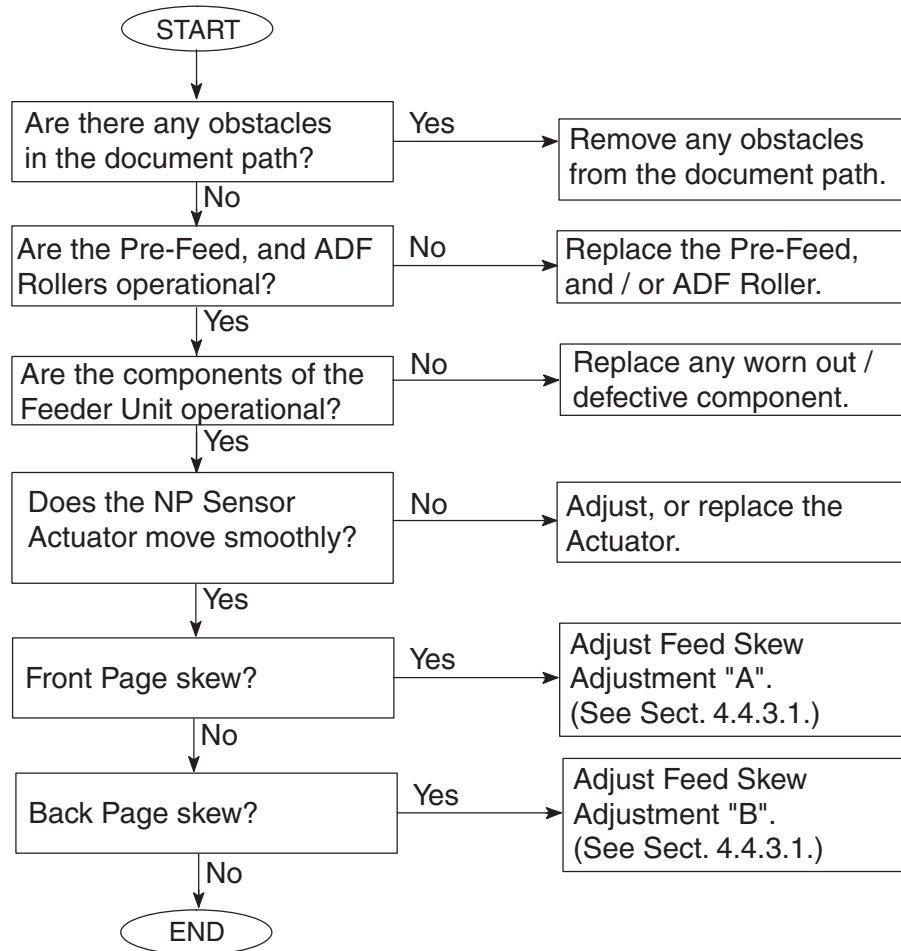 START
Are there any obstacles
in the document path?
Yes
Remove any obstacles
from the document path.
No
Are the Pre-Feed, and ADF
Rollers operational?
No
Replace the Pre-Feed,
and / or ADF Roller.
Yes
Are the components of the
Feeder Unit operational?
No
Replace any worn out /
defective component.
Yes
Does the NP Sensor
Actuator move smoothly?
No
Adjust, or replace the
Actuator.
Yes
Front Page skew?
Yes
Adjust Feed Skew
Adjustment "A".
(See Sect. 4.4.3.1.)
No
Back Page skew?
Yes
Adjust Feed Skew
Adjustment "B".
(See Sect. 4.4.3.1.)
No
END